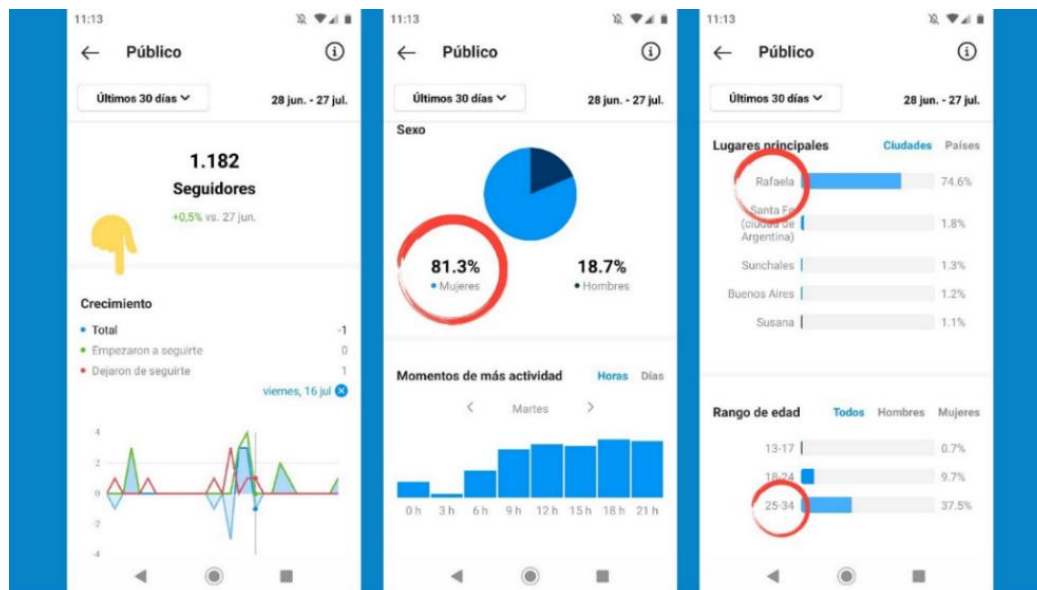 11:13
Público
Últimos 30 días
28 jun. - 27 jul.
1.182
Seguidores
+0,5% vs. 27 jun.
Crecimiento
Total -1
Empezaron a seguirte 0
Dejaron de seguirte 1
viernes, 16 jul
4
2
0
-2
-4
11:13
Público
Últimos 30 días
28 jun. - 27 jul.
Sexo
81.3% 18.7%
Mujeres Hombres
Momentos de más actividad Horas Días
Martes
0 h 3 h 6 h 9 h 12 h 15 h 18 h 21 h
11:13
Público
Últimos 30 días
28 jun. - 27 jul.
Lugares principales Ciudades Países
Rafaela 74.6%
Santa Fe
(ciudad de 1.8%
Argentina)
Sunchales 1.3%
Buenos Aires 1.2%
Susana 1.1%
Rango de edad Todos Hombres Mujeres
13-17 0.7%
18-24 9.7%
25-34 37.5%